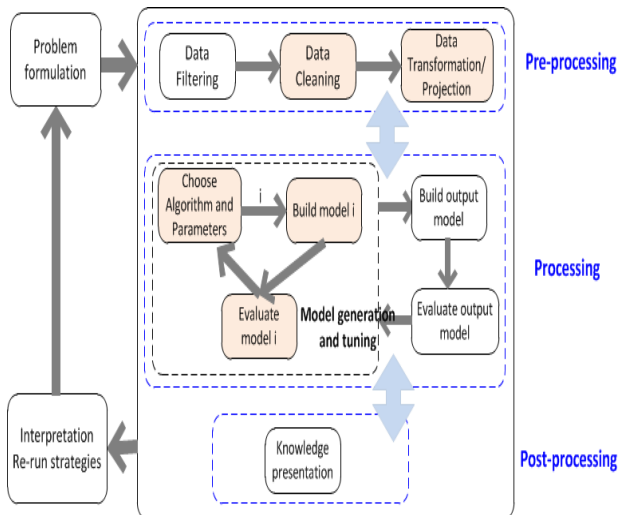 Problem
formulation
Data
Filtering
Data
Cleaning
Data
Transformation/
Projection
Pre-processing
Choose
Algorithm and
Parameters
i
Build model i
Build output
model
Processing
Evaluate
model i
Model generation
and tuning
Evaluate output
model
Interpretation
Re-run strategies
Knowledge
presentation
Post-processing